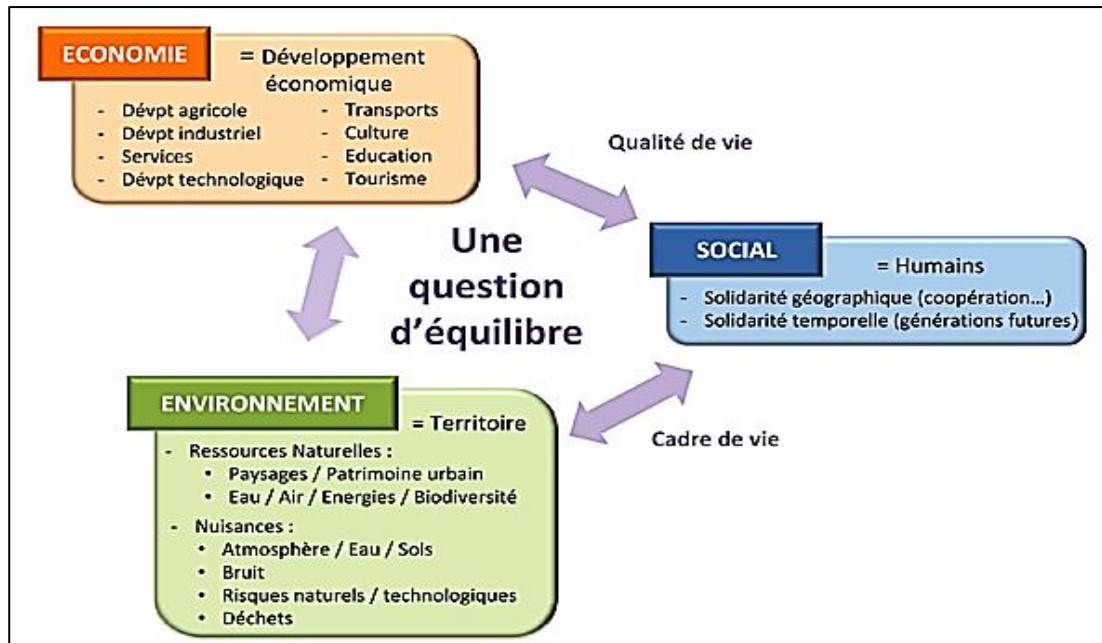 ECONOMIE
= Développement
économique
- Dévpt agricole
- Dévpt industriel
- Services
- Dévpt technologique
- Transports
- Culture
- Education
- Tourisme
Qualité de vie
Une
question
d'équilibre
SOCIAL
= Humains
- Solidarité géographique (coopération...)
- Solidarité temporelle (générations futures)
ENVIRONNEMENT
= Territoire
- Ressources Naturelles :
• Paysages / Patrimoine urbain
• Eau / Air / Energies / Biodiversité
- Nuisances :
• Atmosphère / Eau / Sols
• Bruit
• Risques naturels / technologiques
• Déchets
Cadre de vie